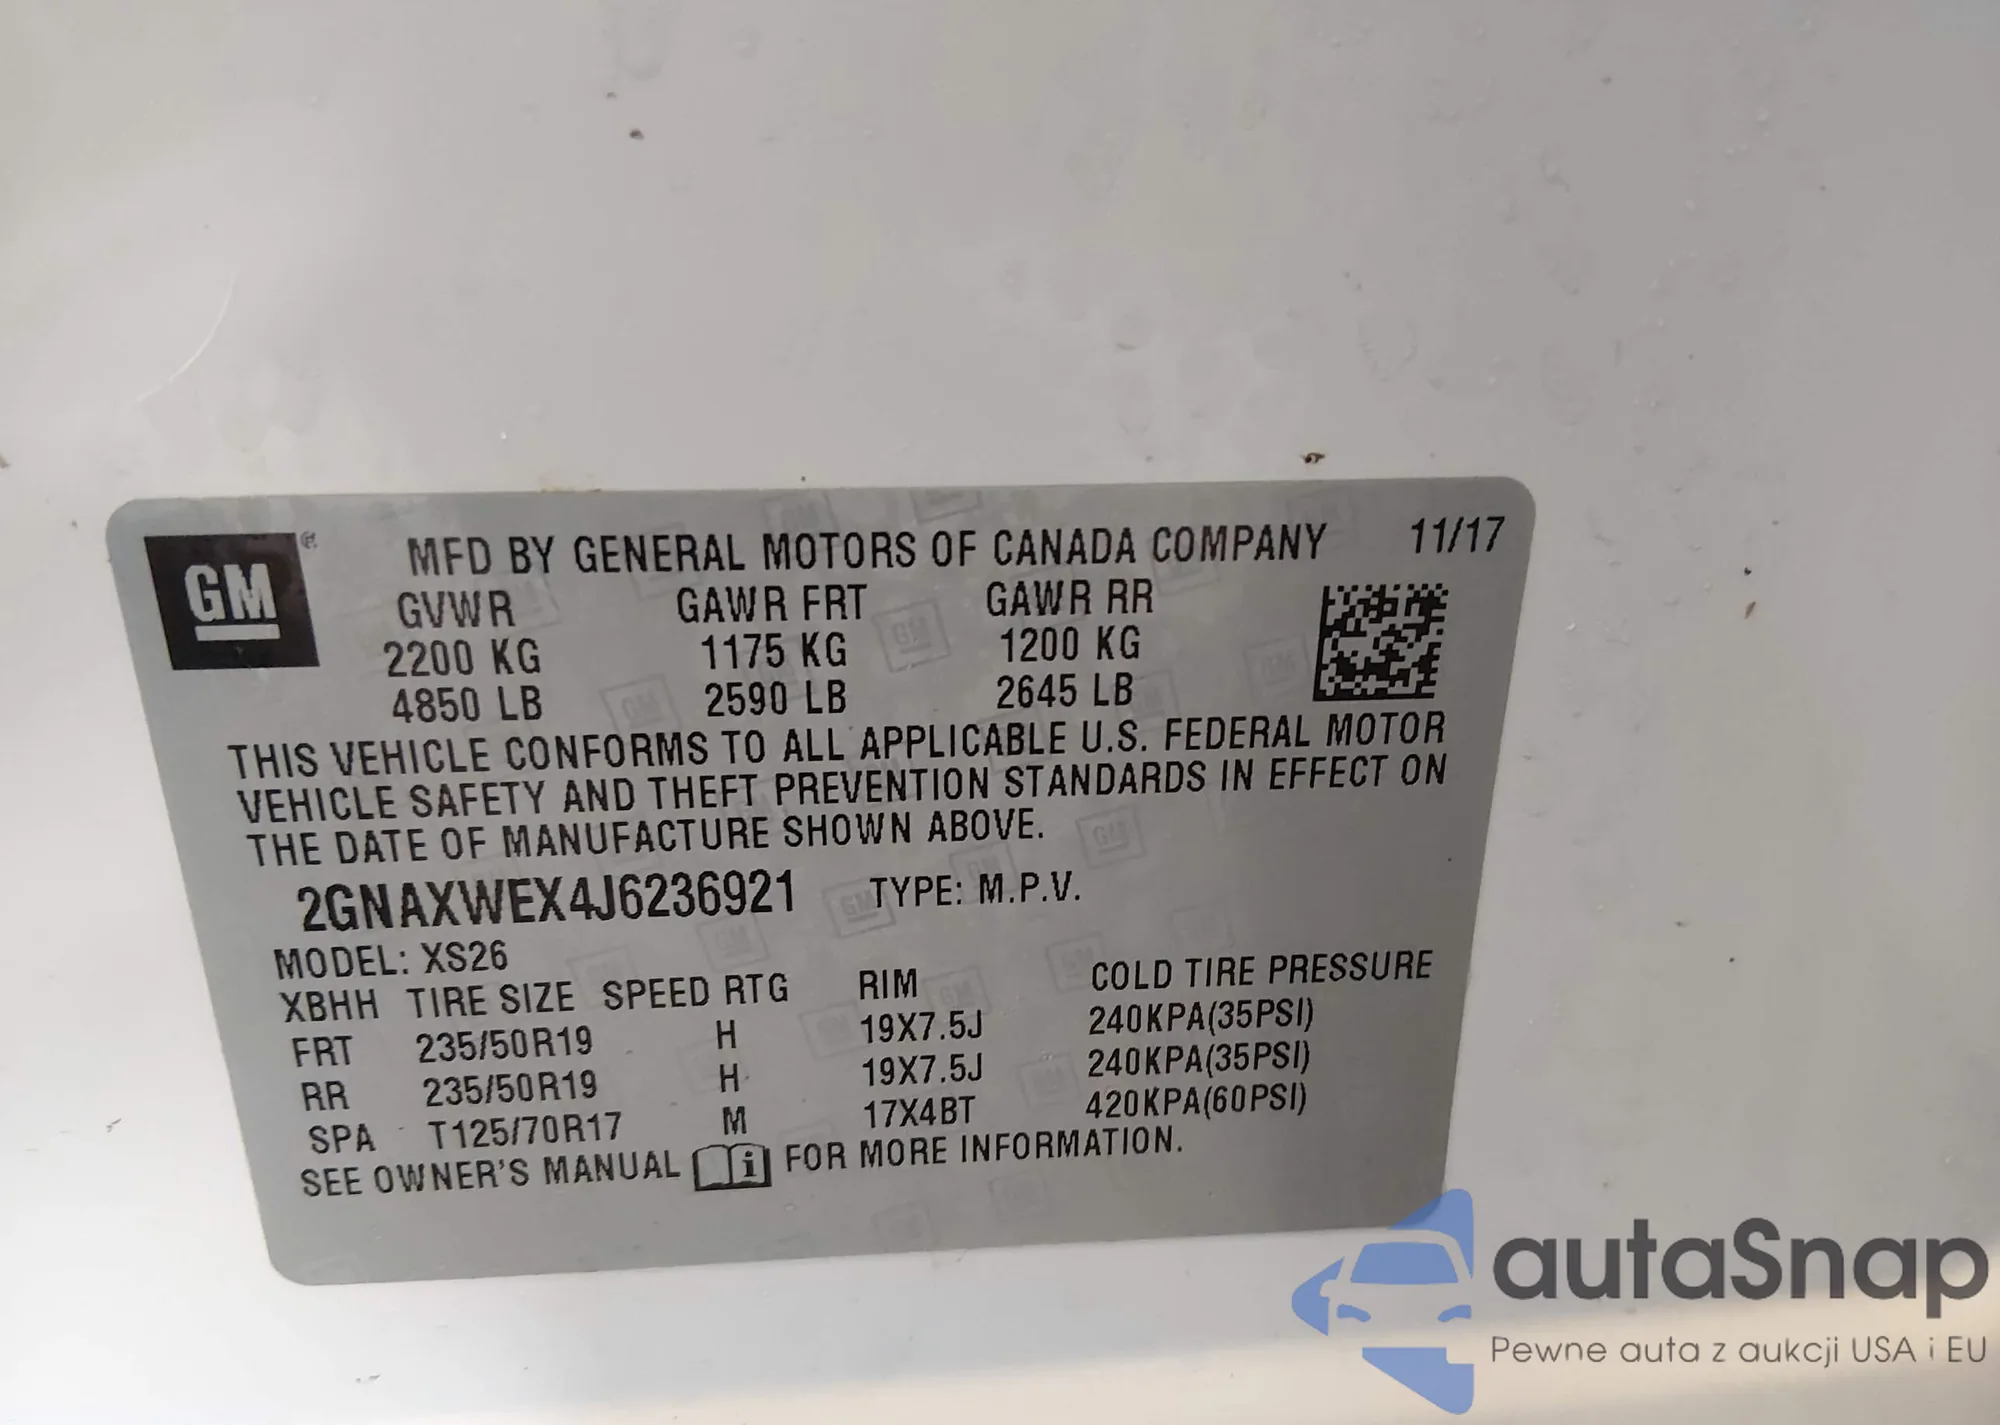 GM
MFD BY GENERAL MOTORS OF CANADA COMPANY 11/17
GVWR GAWR FRT GAWR RR
2200 KG 1175 KG 1200 KG
4850 LB 2590 LB 2645 LB
THIS VEHICLE CONFORMS TO ALL APPLICABLE U.S. FEDERAL MOTOR
VEHICLE SAFETY AND THEFT PREVENTION STANDARDS IN EFFECT ON
THE DATE OF MANUFACTURE SHOWN ABOVE.
2GNAXWEX4J6236921 TYPE: M.P.V.
MODEL: XS26
XBHH TIRE SIZE SPEED RTG RIM COLD TIRE PRESSURE
FRT 235/50R19 H 19X7.5J 240KPA(35PSI)
RR 235/50R19 H 19X7.5J 240KPA(35PSI)
SPA T125/70R17 M 17X4BT 420KPA(60PSI)
SEE OWNER'S MANUAL i FOR MORE INFORMATION.
autaSnap
Pewne auta z aukcji USA i EU